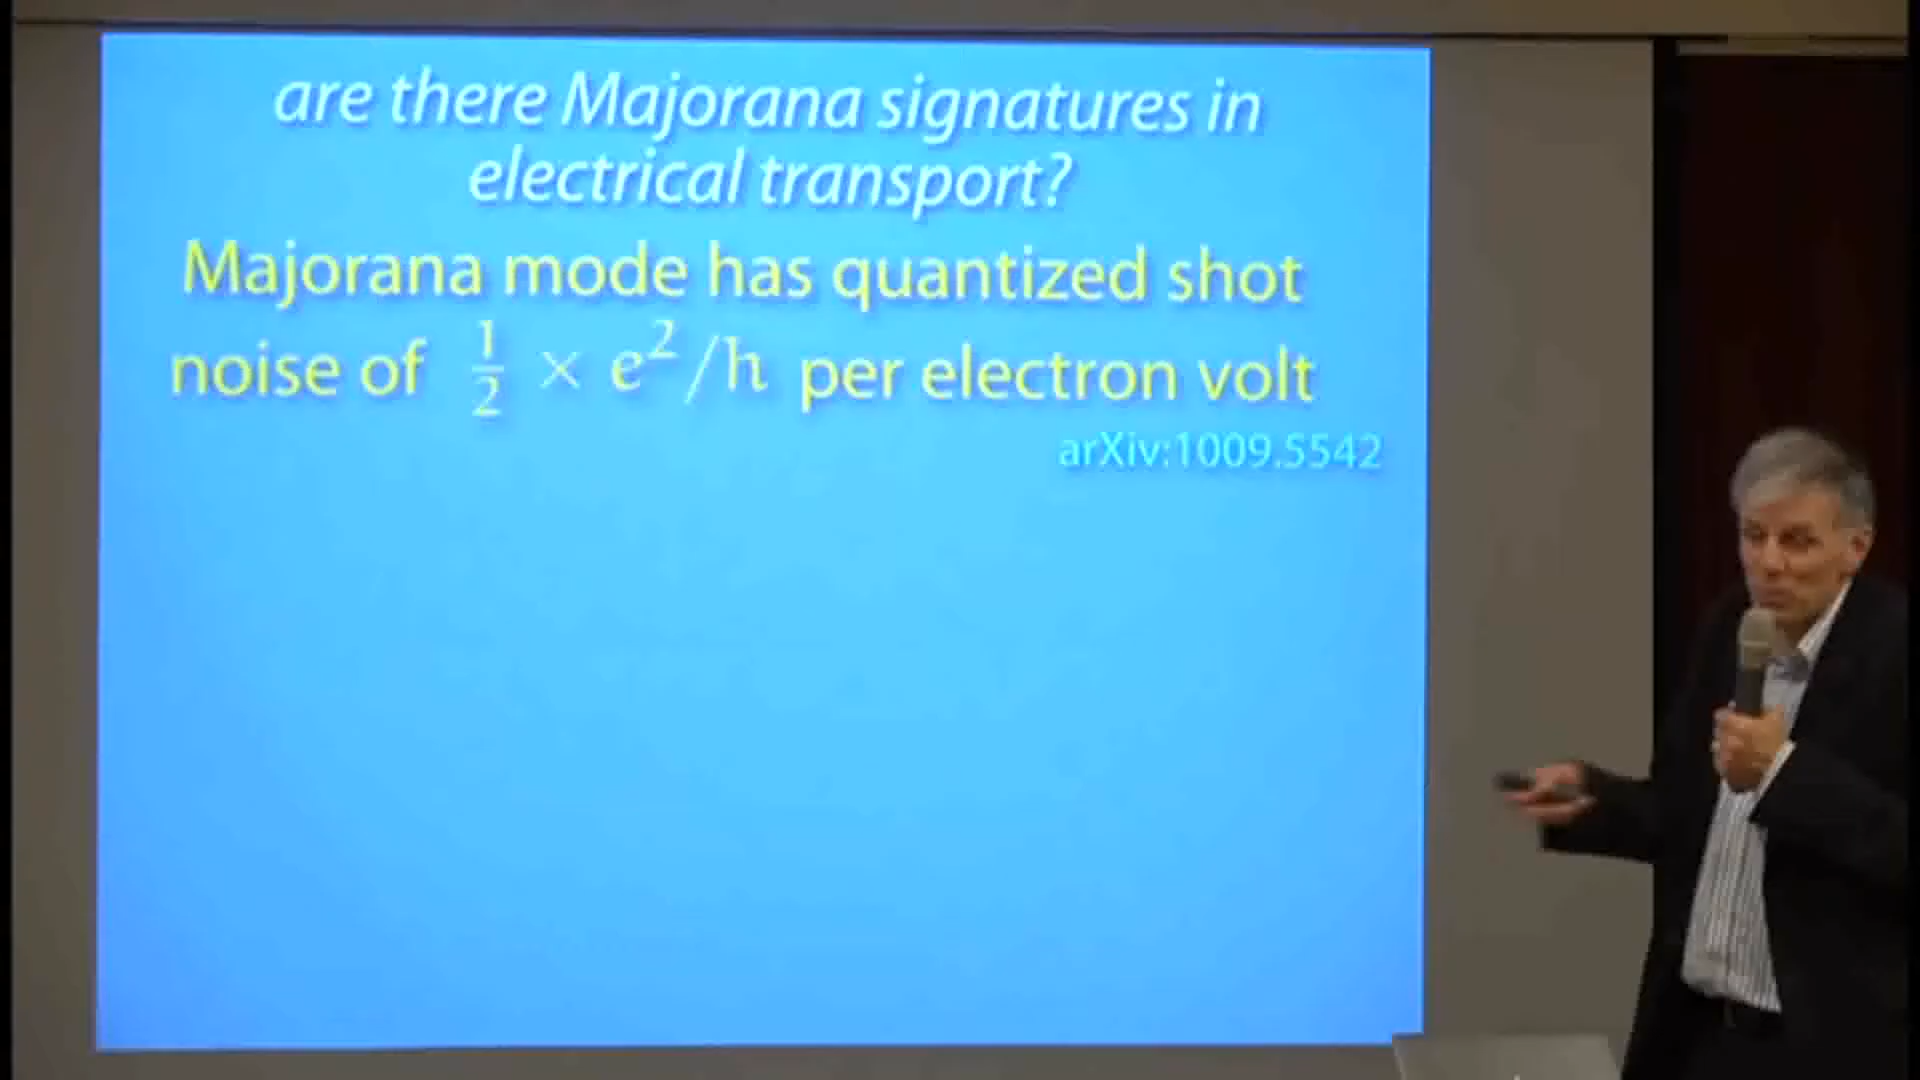 are there Majorana signatures in
electrical transport?
Majorana mode has quantized shot
noise of 1/2 × e²/h per electron volt
arXiv:1009.5542